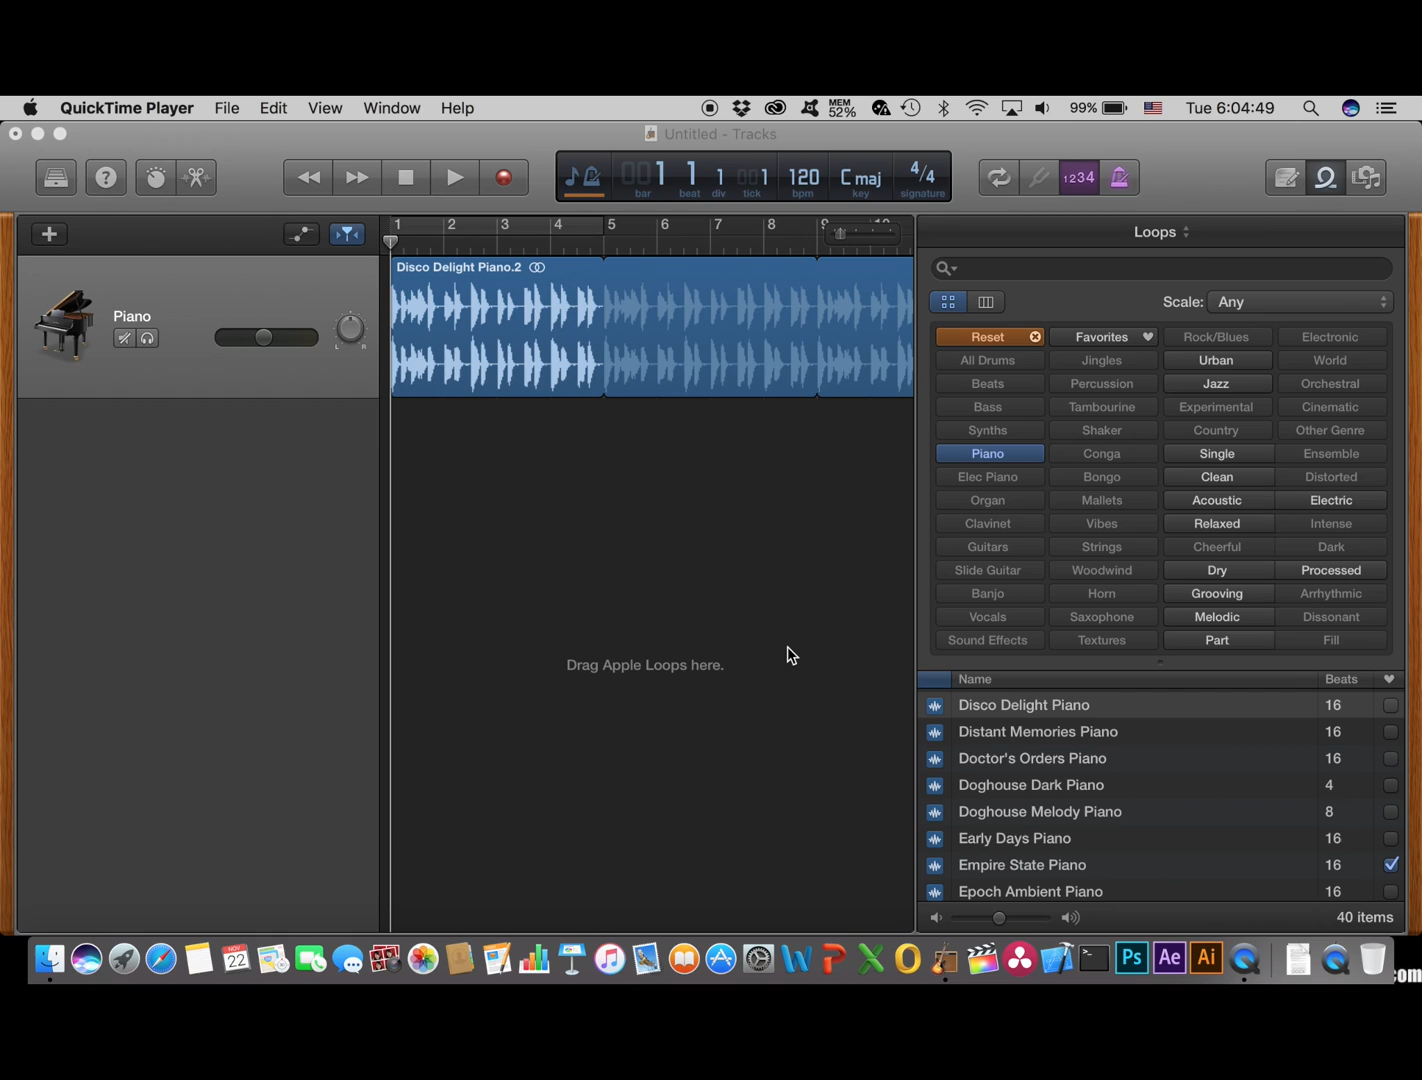 QuickTime Player File Edit View Window Help MEM 52% 99% Tue 6:04:49
Untitled - Tracks
001 1 1 001 120 C maj 4/4
bar beat div tick bpm key signature
1234
1 2 3 4 5 6 7 8 9 10
Loops
Disco Delight Piano.2
Piano
L R
Scale: Any
Reset Favorites Rock/Blues Electronic
All Drums Jingles Urban World
Beats Percussion Jazz Orchestral
Bass Tambourine Experimental Cinematic
Synths Shaker Country Other Genre
Piano Conga Single Ensemble
Elec Piano Bongo Clean Distorted
Organ Mallets Acoustic Electric
Clavinet Vibes Relaxed Intense
Guitars Strings Cheerful Dark
Slide Guitar Woodwind Dry Processed
Banjo Horn Grooving Arrhythmic
Vocals Saxophone Melodic Dissonant
Sound Effects Textures Part Fill
Drag Apple Loops here.
Name Beats
Disco Delight Piano 16
Distant Memories Piano 16
Doctor's Orders Piano 16
Doghouse Dark Piano 4
Doghouse Melody Piano 8
Early Days Piano 16
Empire State Piano 16
Epoch Ambient Piano 16
40 items
NOV 22 Ps Ae Ai
com